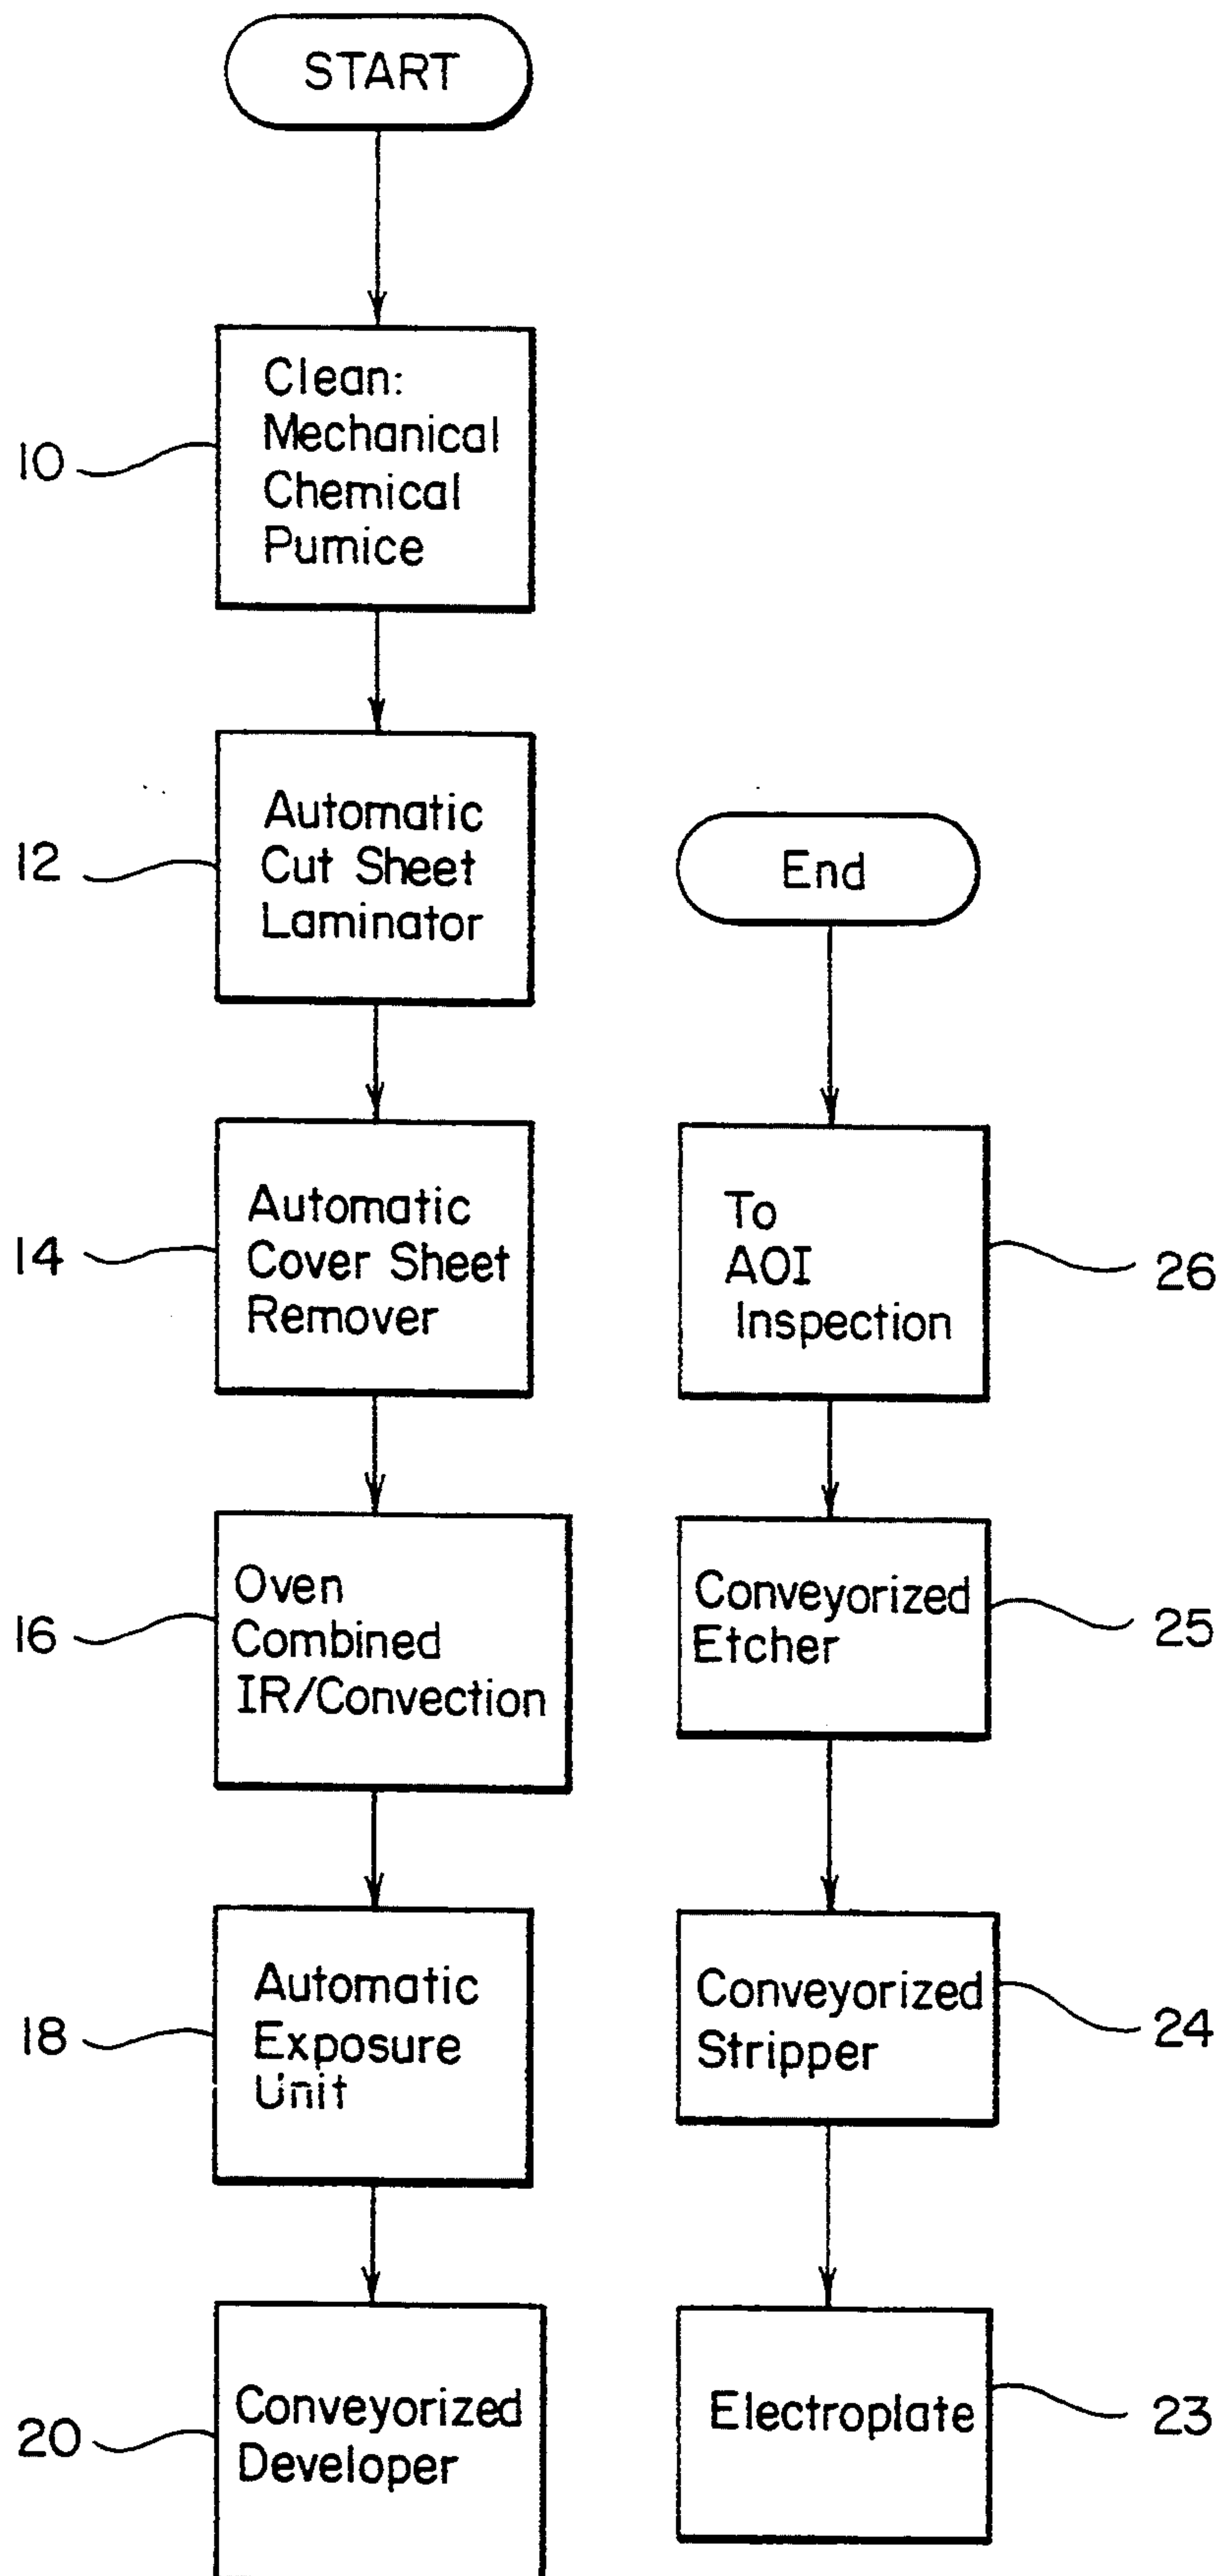 START
10
Clean:
Mechanical
Chemical
Pumice
12
Automatic
Cut Sheet
Laminator
14
Automatic
Cover Sheet
Remover
16
Oven
Combined
IR/Convection
18
Automatic
Exposure
Unit
20
Conveyorized
Developer
End
To
AOI
Inspection
26
Conveyorized
Etcher
25
Conveyorized
Stripper
24
Electroplate
23